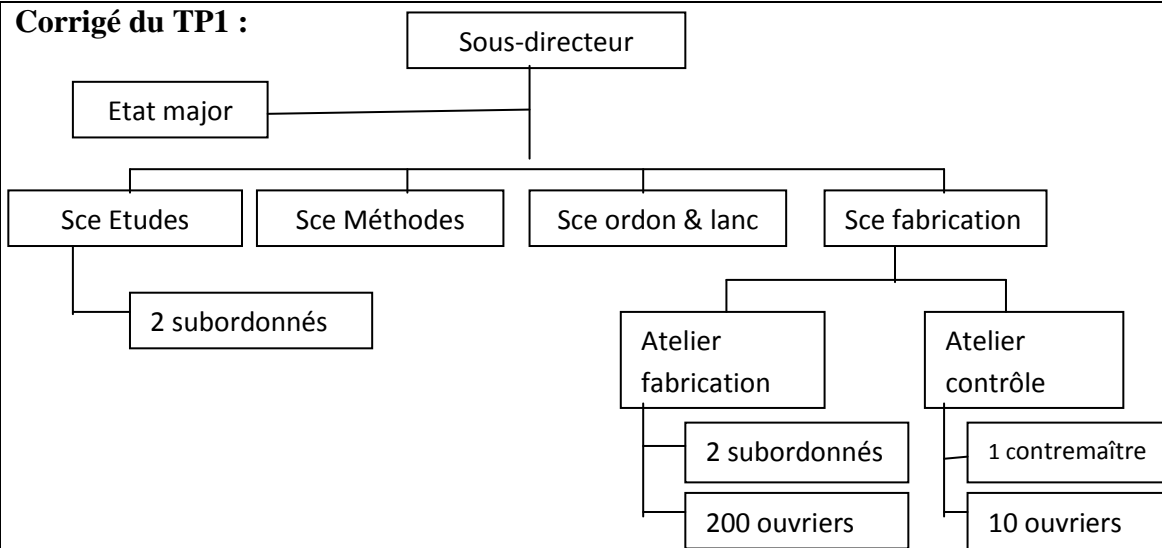 Corrigé du TP1 :
Sous-directeur
Etat major
Sce Etudes
Sce Méthodes
Sce ordon & lanc
Sce fabrication
2 subordonnés
Atelier
fabrication
Atelier
contrôle
2 subordonnés
1 contremaître
200 ouvriers
10 ouvriers